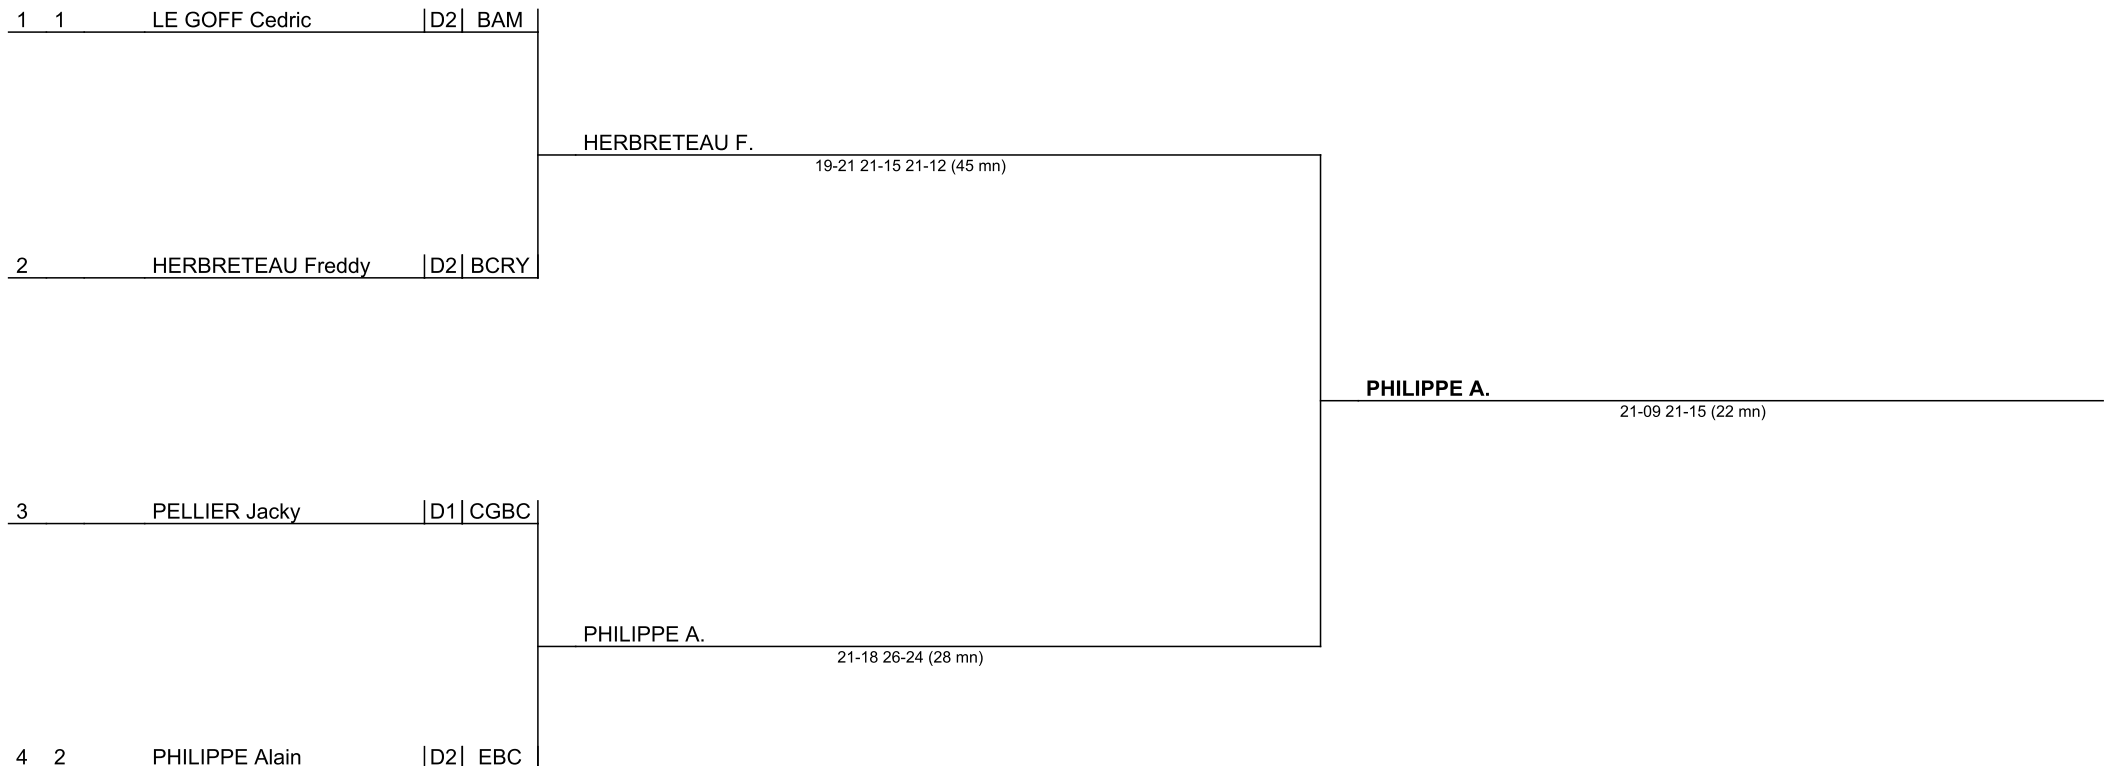 1 1 LE GOFF Cedric D2 BAM
HERBRETEAU F.
19-21 21-15 21-12 (45 mn)
2 HERBRETEAU Freddy D2 BCRY
PHILIPPE A.
21-09 21-15 (22 mn)
3 PELLIER Jacky D1 CGBC
PHILIPPE A.
21-18 26-24 (28 mn)
4 2 PHILIPPE Alain D2 EBC